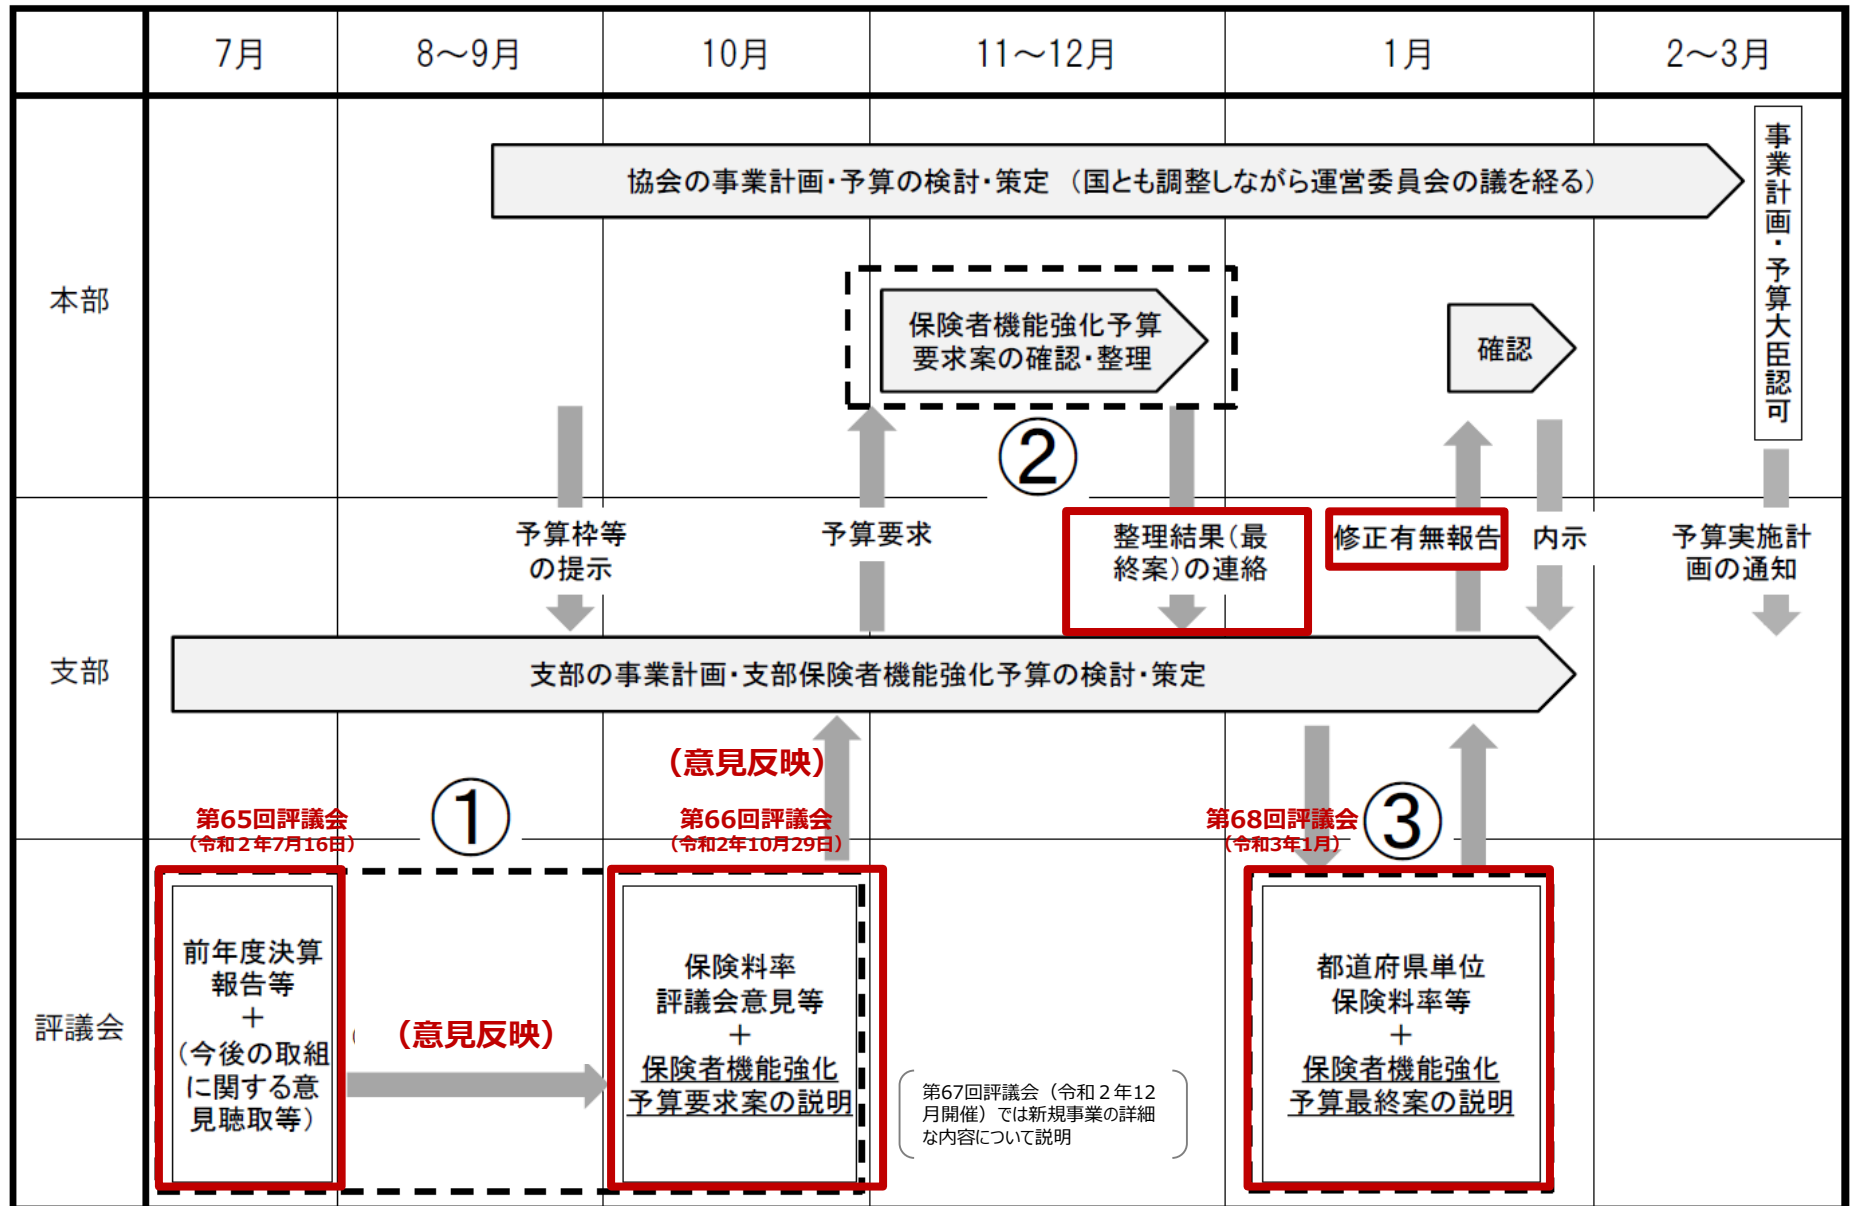 7月
8～9月
10月
11～12月
1月
2～3月
本部
協会の事業計画・予算の検討・策定 （国とも調整しながら運営委員会の議を経る）
事業計画・予算大臣認可
保険者機能強化予算
要求案の確認・整理
確認
②
予算枠等
の提示
予算要求
整理結果（最
終案）の連絡
修正有無報告
内示
予算実施計
画の通知
支部
支部の事業計画・支部保険者機能強化予算の検討・策定
（意見反映）
①
③
第65回評議会
（令和２年7月16日）
第66回評議会
（令和2年10月29日）
第68回評議会
（令和3年1月）
評議会
前年度決算
報告等
＋
（今後の取組
に関する意
見聴取等）
（意見反映）
保険料率
評議会意見等
＋
保険者機能強化
予算要求案の説明
第67回評議会（令和２年12
月開催）では新規事業の詳細
な内容について説明
都道府県単位
保険料率等
＋
保険者機能強化
予算最終案の説明